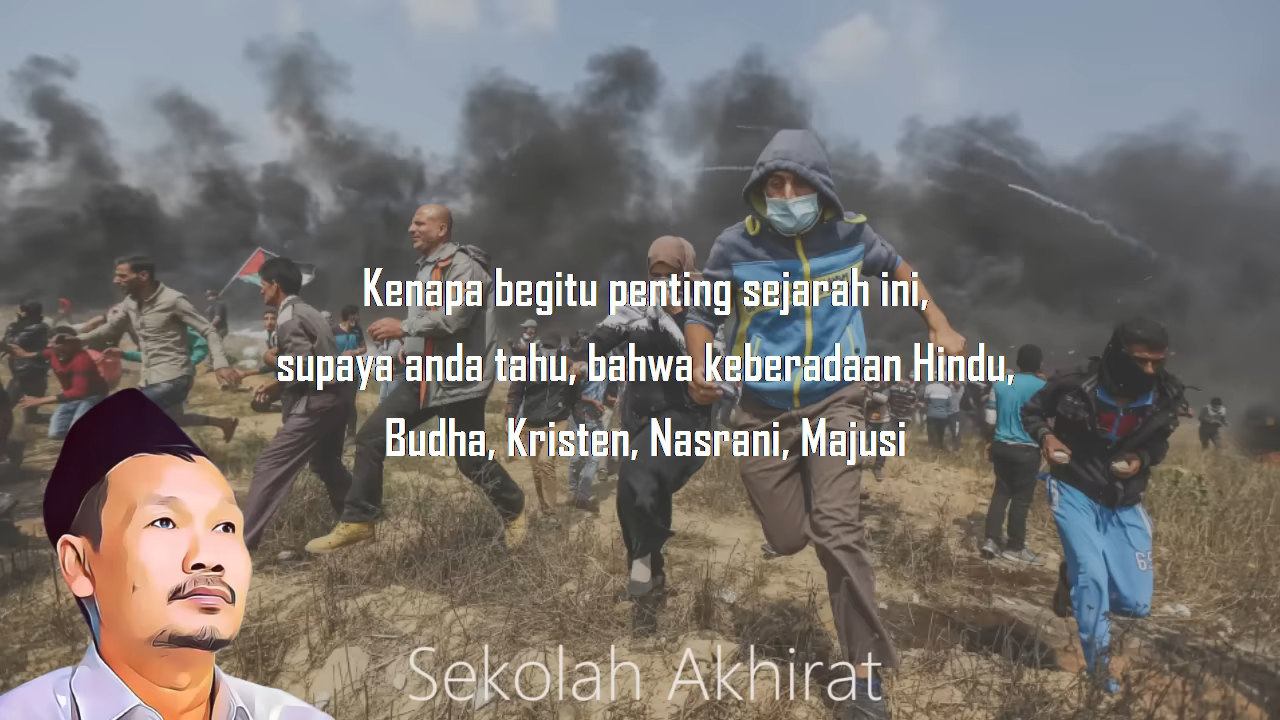 Kenapa begitu penting sejarah ini,
supaya anda tahu, bahwa keberadaan Hindu,
Budha, Kristen, Nasrani, Majusi
Sekolah Akhirat